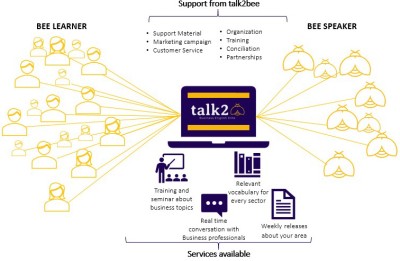 Support from talk2bee
BEE LEARNER
BEE SPEAKER
• Support Material
• Marketing campaign
• Customer Service
• Organization
• Training
• Conciliation
• Partnerships
talk2
Training and
seminar about
business topics
Relevant
vocabulary for
every sector
Real time
conversation with
Business professionals
Weekly releases
about your area
Services available